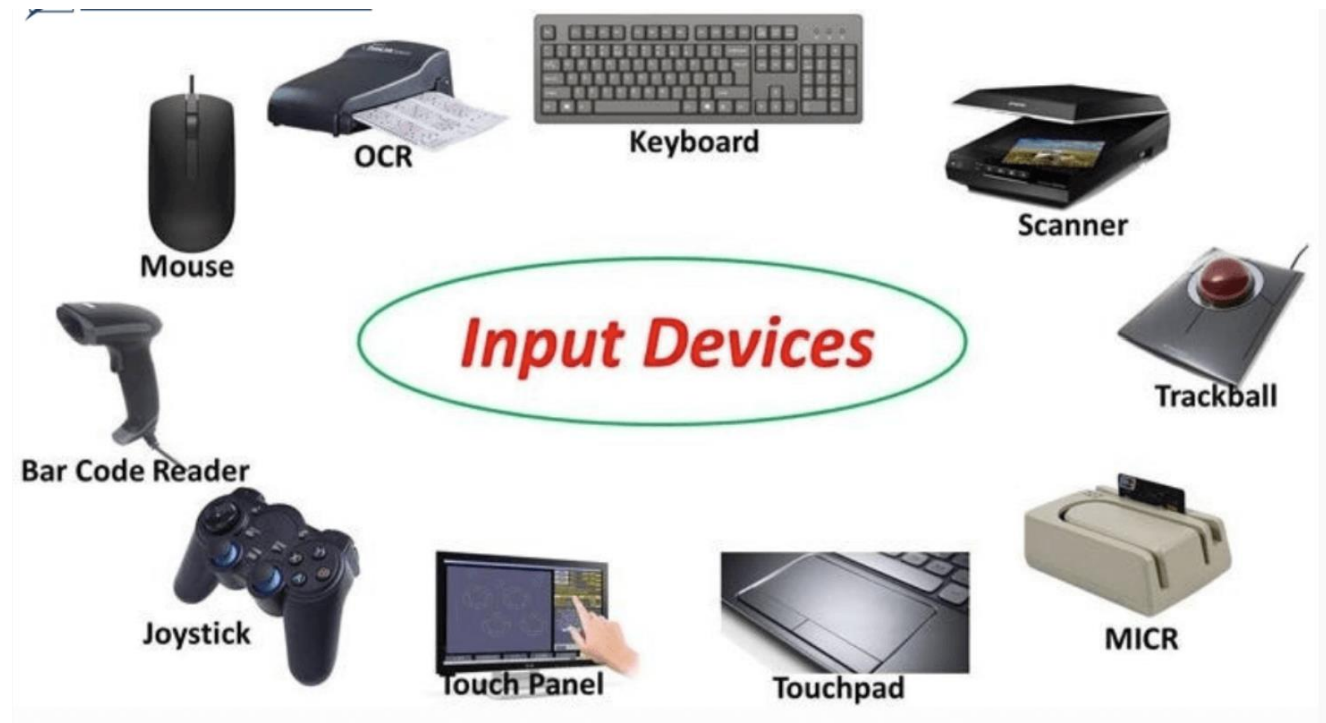 OCR
Keyboard
Scanner
Mouse
Input Devices
Trackball
Bar Code Reader
Joystick
Touch Panel
Touchpad
MICR